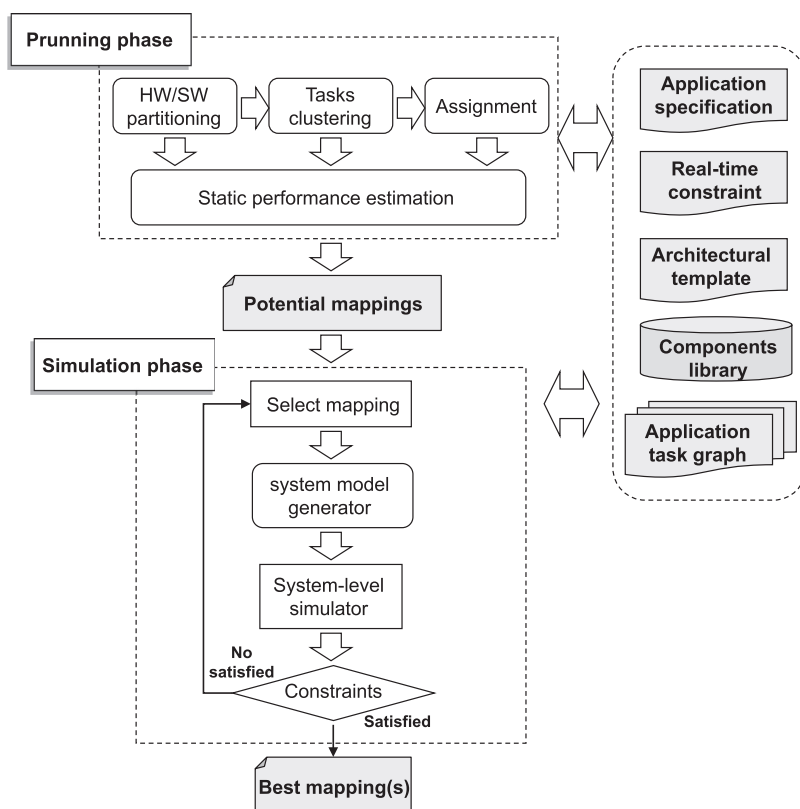 Prunning phase
HW/SW
partitioning
Tasks
clustering
Assignment
Static performance estimation
Potential mappings
Simulation phase
Select mapping
system model
generator
System-level
simulator
No
satisfied
Constraints
Satisfied
Best mapping(s)
Application
specification
Real-time
constraint
Architectural
template
Components
library
Application
task graph